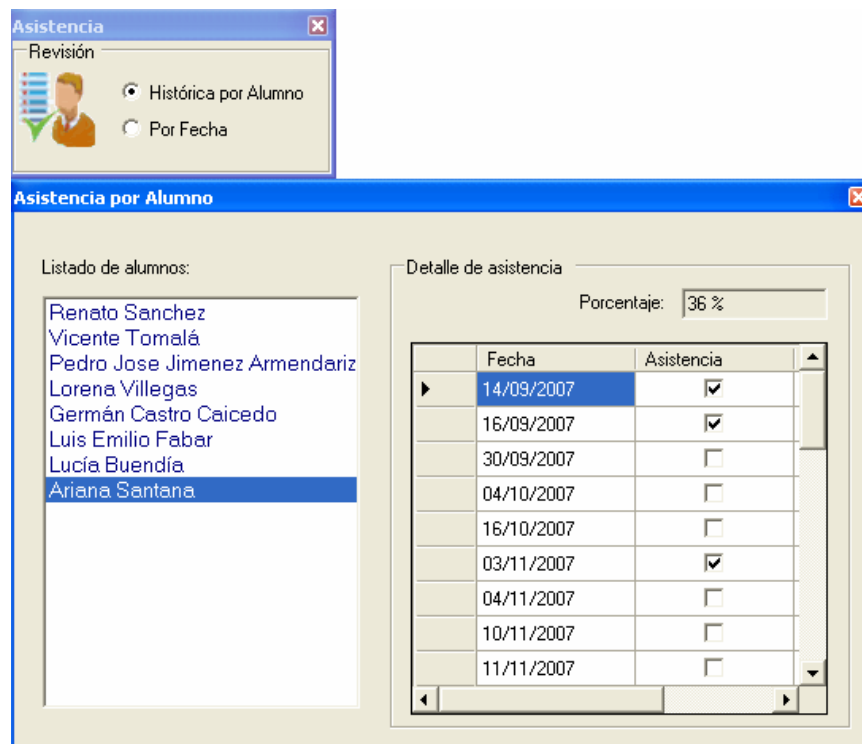 Asistencia
Revisión
Histórica por Alumno
Por Fecha
Asistencia por Alumno
Listado de alumnos:
Renato Sanchez
Vicente Tomalá
Pedro Jose Jimenez Armendariz
Lorena Villegas
Germán Castro Caicedo
Luis Emilio Fabar
Lucía Buendía
Ariana Santana
Detalle de asistencia
Porcentaje: 36 %
Fecha Asistencia
14/09/2007
16/09/2007
30/09/2007
04/10/2007
16/10/2007
03/11/2007
04/11/2007
10/11/2007
11/11/2007